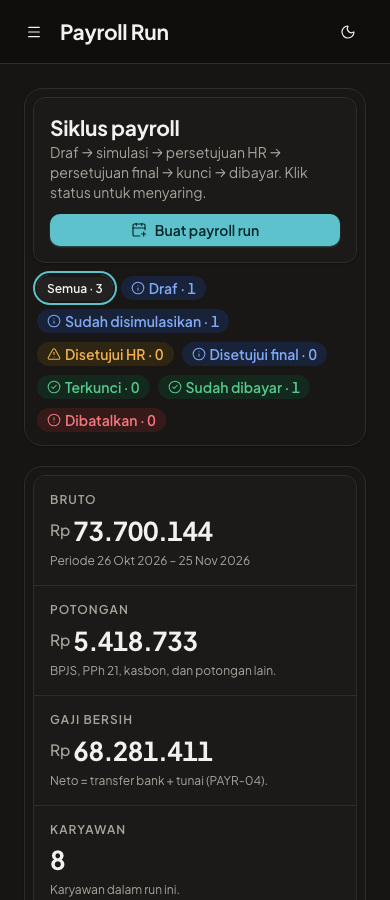 Payroll Run
Siklus payroll
Draf → simulasi → persetujuan HR →
persetujuan final → kunci → dibayar. Klik
status untuk menyaring.
Buat payroll run
Semua · 3
Draf · 1
Sudah disimulasikan · 1
Disetujui HR · 0
Disetujui final · 0
Terkunci · 0
Sudah dibayar · 1
Dibatalkan · 0
BRUTO
Rp 73.700.144
Periode 26 Okt 2026 – 25 Nov 2026
POTONGAN
Rp 5.418.733
BPJS, PPh 21, kasbon, dan potongan lain.
GAJI BERSIH
Rp 68.281.411
Neto = transfer bank + tunai (PAYR-04).
KARYAWAN
8
Karyawan dalam run ini.